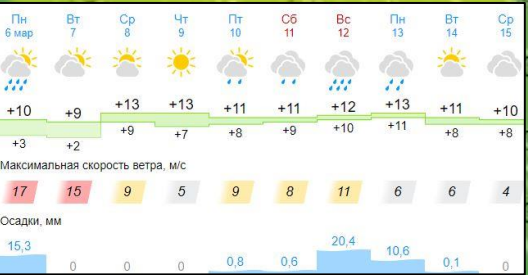 Пн Вт Ср Чт Пт Сб Вс Пн Вт Ср
6 мар 7 8 9 10 11 12 13 14 15
+10 +9 +13 +13 +11 +11 +12 +13 +11 +10
+3 +2 +9 +7 +8 +9 +10 +11 +8 +8
Максимальная скорость ветра, м/с
17 15 9 5 9 8 11 6 6 4
Осадки, мм
15,3 0 0 0 0,8 0,6 20,4 10,6 0,1 0